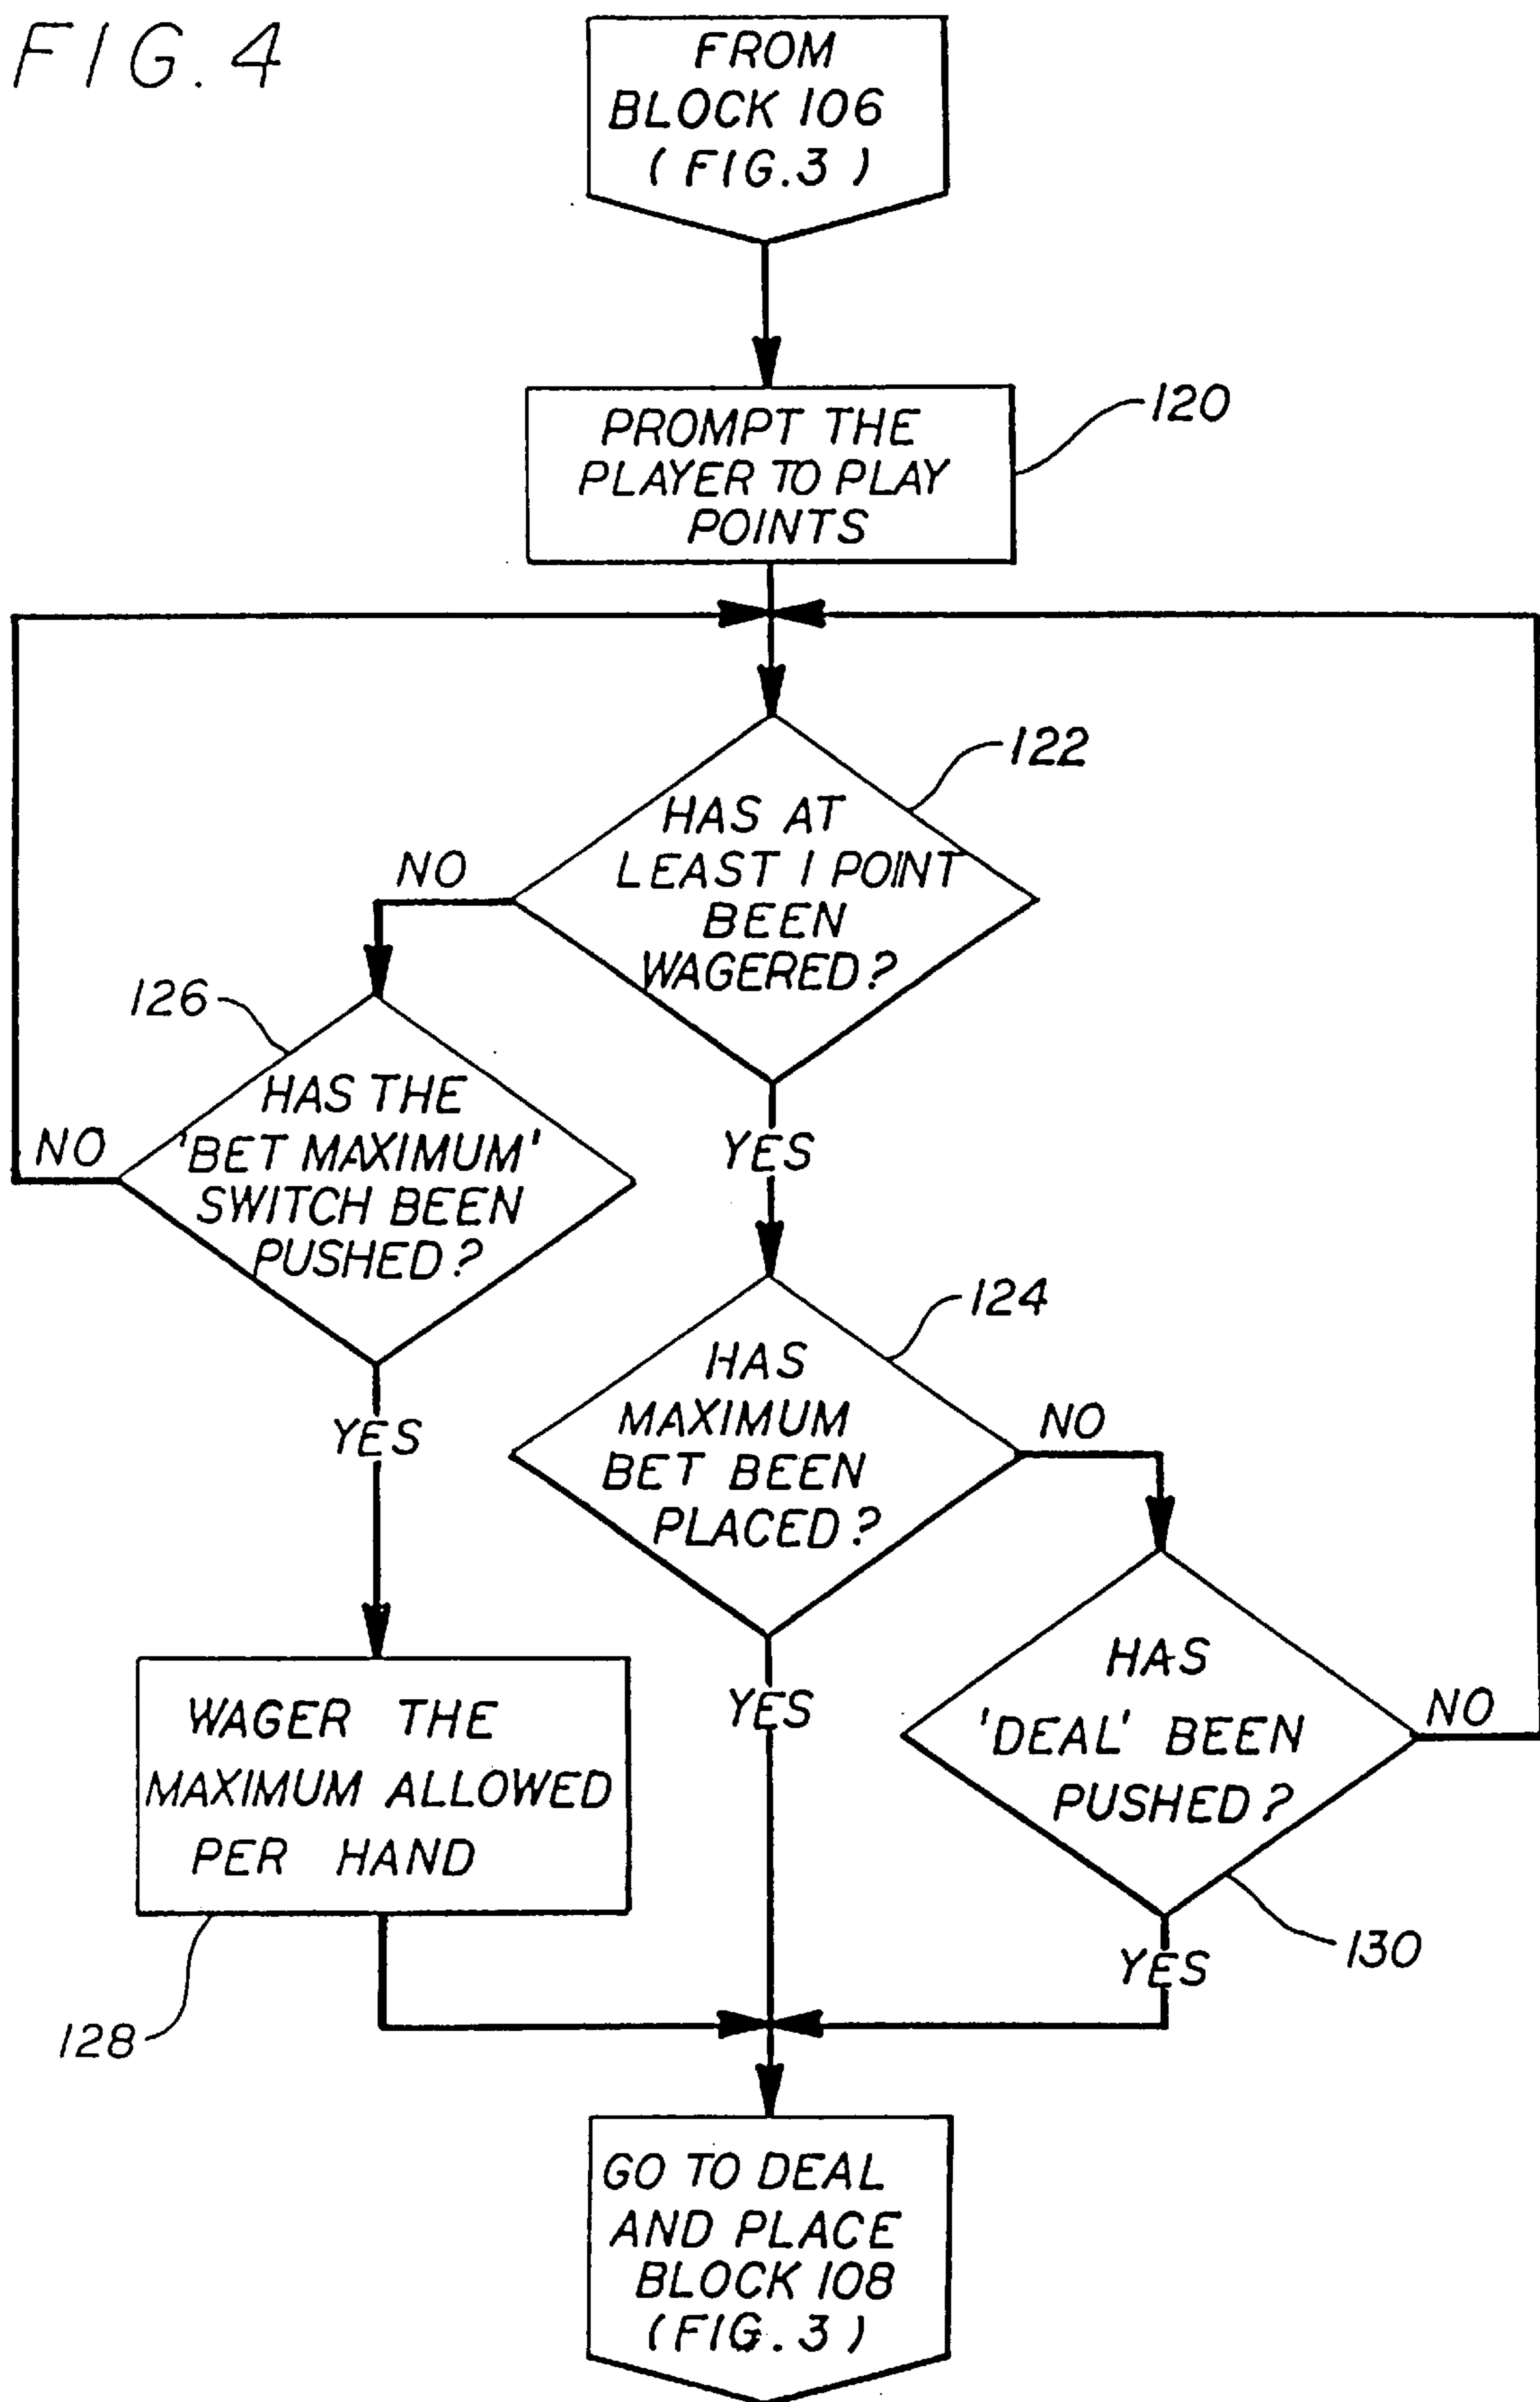 FIG. 4
FROM
BLOCK 106
(FIG.3)
PROMPT THE
PLAYER TO PLAY
POINTS
120
HAS AT
LEAST 1 POINT
BEEN
WAGERED?
122
NO
YES
126
HAS THE
'BET MAXIMUM'
SWITCH BEEN
PUSHED?
NO
YES
124
HAS
MAXIMUM
BET BEEN
PLACED?
NO
YES
WAGER THE
MAXIMUM ALLOWED
PER HAND
128
HAS
'DEAL' BEEN
PUSHED?
NO
YES
130
GO TO DEAL
AND PLACE
BLOCK 108
(FIG. 3)